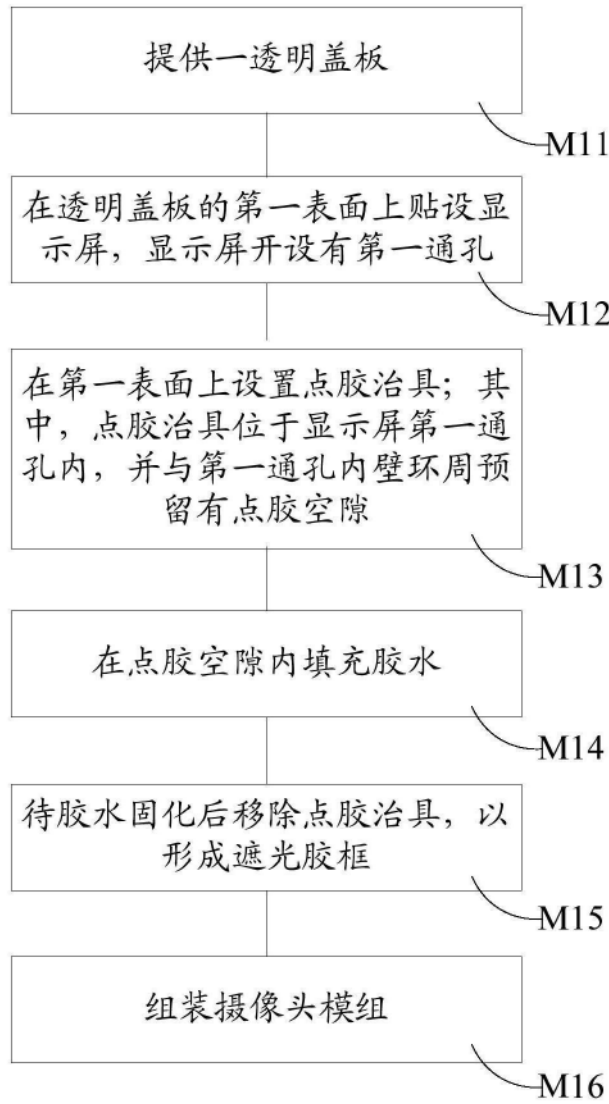 提供一透明盖板
M11
在透明盖板的第一表面上贴设显
示屏，显示屏开设有第一通孔
M12
在第一表面上设置点胶治具；其
中，点胶治具位于显示屏第一通
孔内，并与第一通孔内壁环周预
留有点胶空隙
M13
在点胶空隙内填充胶水
M14
待胶水固化后移除点胶治具，以
形成遮光胶框
M15
组装摄像头模组
M16